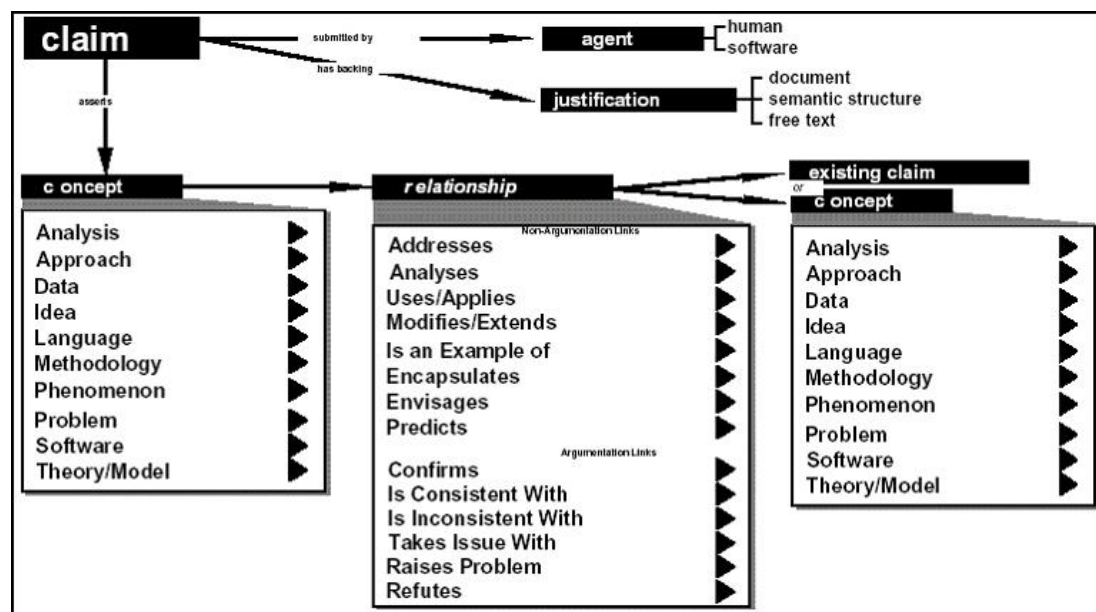 claim
submitted by
agent
human
software
has backing
justification
document
semantic structure
free text
asserts
c oncept
relationship
existing claim
or
c oncept
Analysis
Approach
Data
Idea
Language
Methodology
Phenomenon
Problem
Software
Theory/Model
Non-Argumentation Links
Addresses
Analyses
Uses/Applies
Modifies/Extends
Is an Example of
Encapsulates
Envisages
Predicts
Argumentation Links
Confirms
Is Consistent With
Is Inconsistent With
Takes Issue With
Raises Problem
Refutes
Analysis
Approach
Data
Idea
Language
Methodology
Phenomenon
Problem
Software
Theory/Model